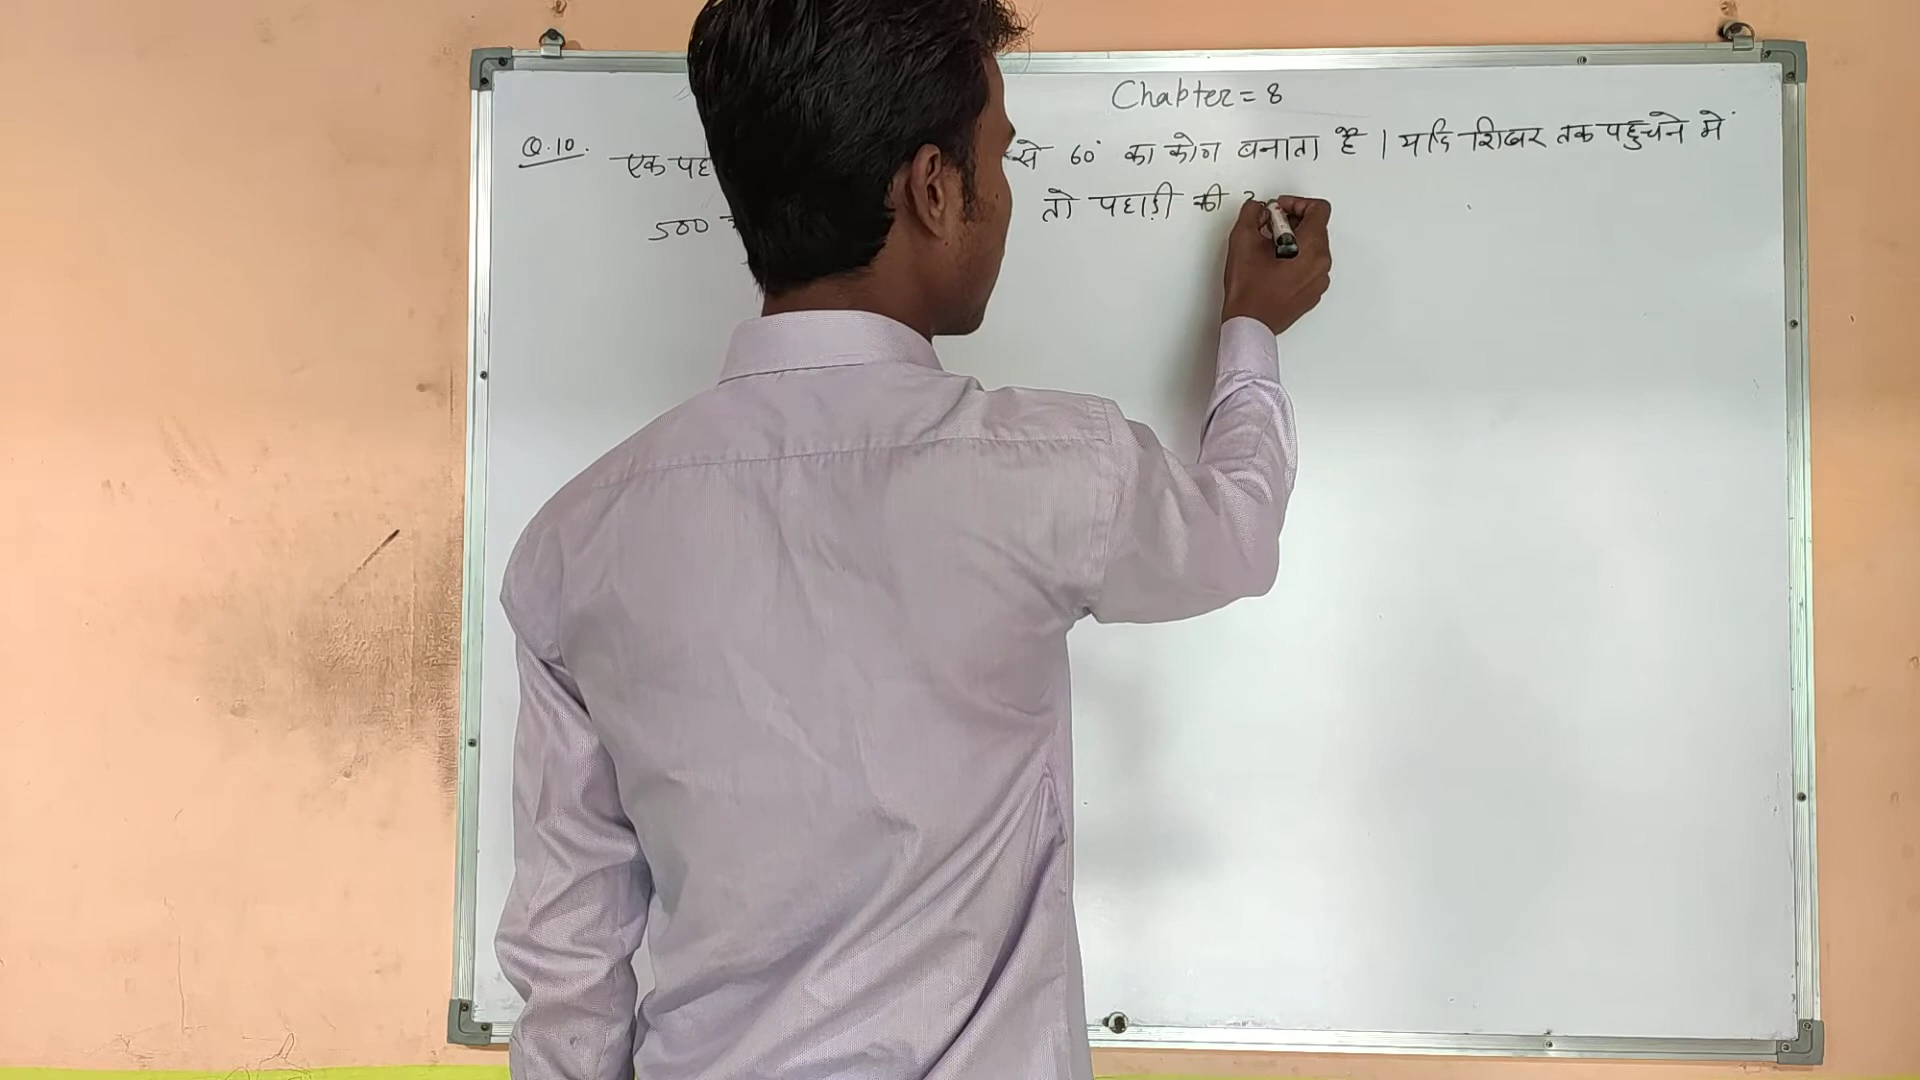 Chapter = 8
Q.10. एक पह से 60° का कोण बनाता है । यदि शिखर तक पहुचने में
500 तो पहाड़ी की